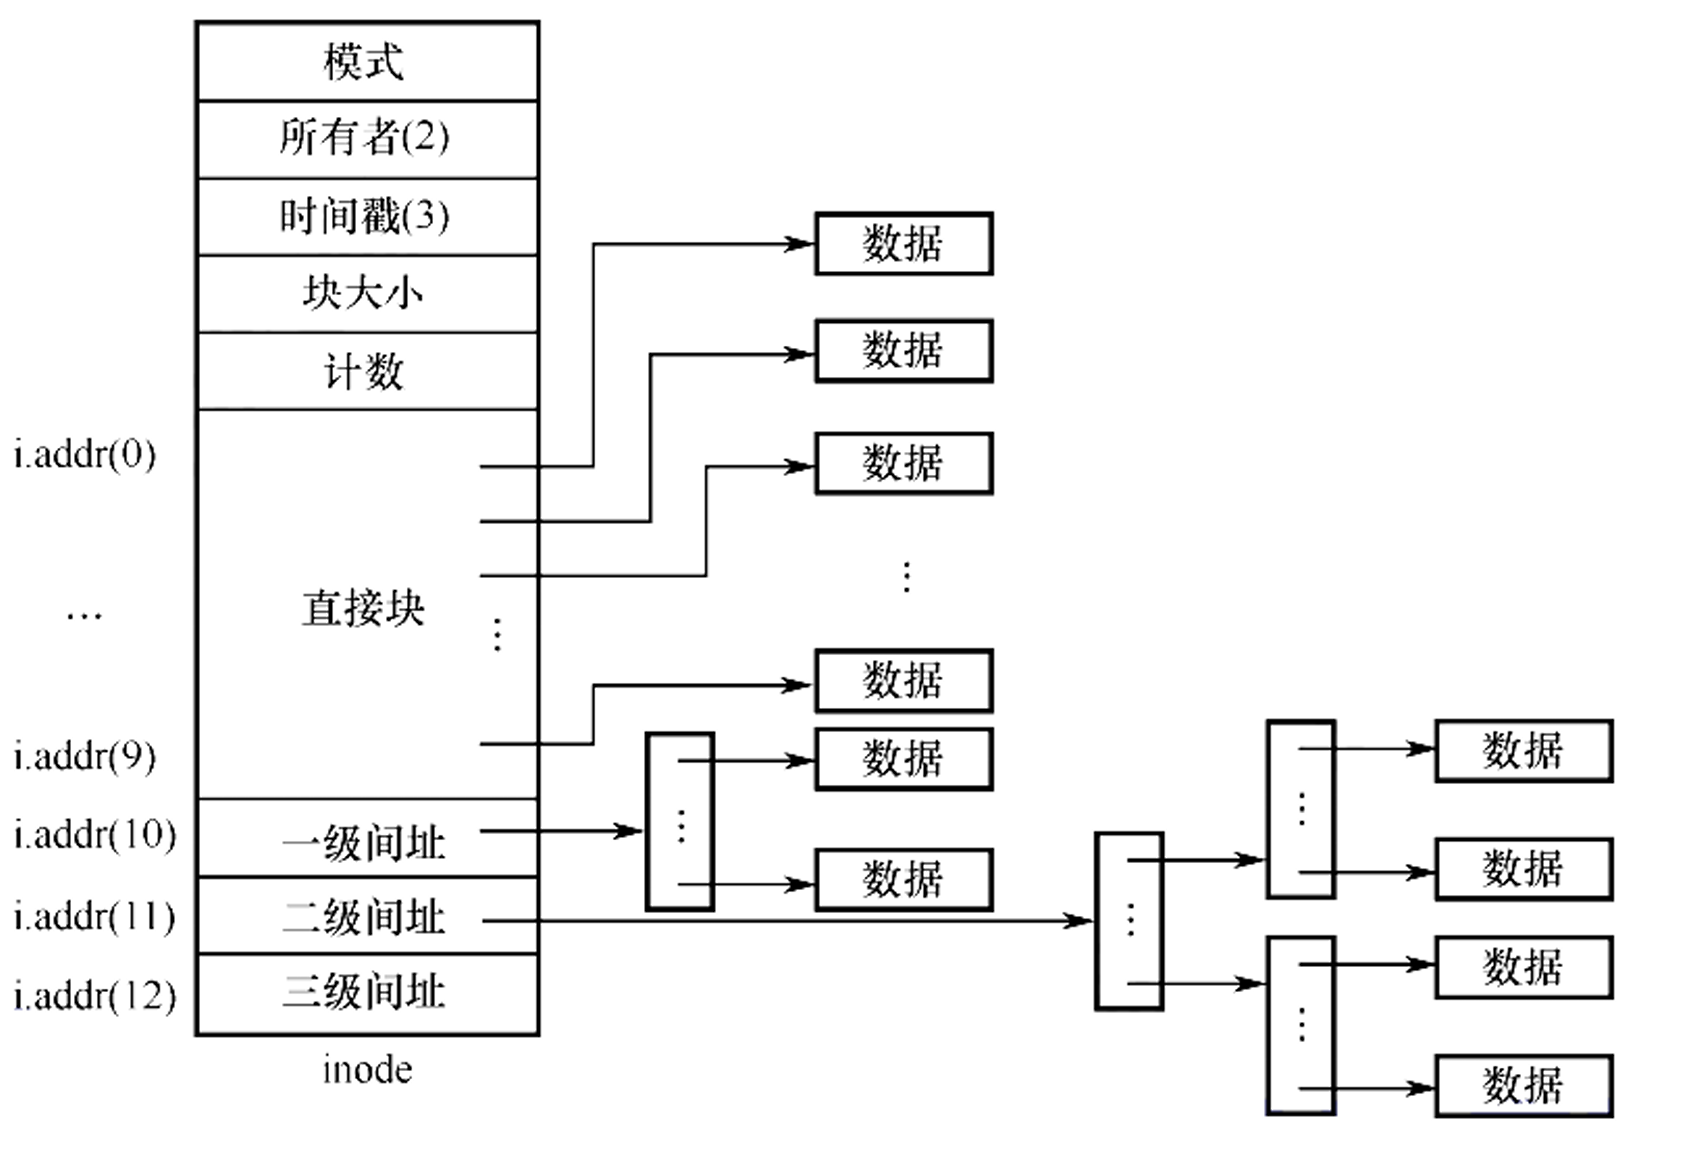 模式
所有者(2)
时间戳(3)
块大小
计数
i.addr(0)
…
直接块
⋮
i.addr(9)
i.addr(10)
一级间址
i.addr(11)
二级间址
i.addr(12)
三级间址
inode
数据
数据
数据
⋮
数据
数据
⋮
数据
⋮
数据
⋮
数据
数据
⋮
数据